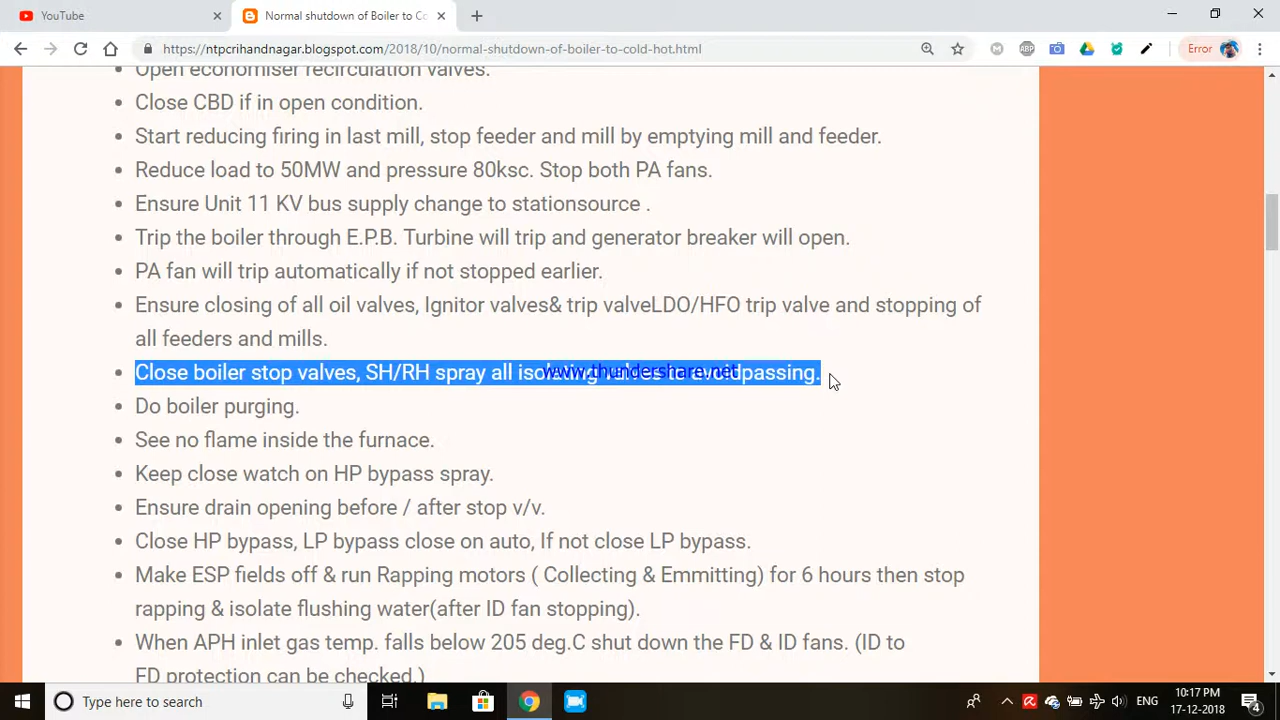 YouTube
Normal shutdown of Boiler to Co
https://ntpcrihandnagar.blogspot.com/2018/10/normal-shutdown-of-boiler-to-cold-hot.html
ABP
Error
Open economiser recirculation valves.
Close CBD if in open condition.
Start reducing firing in last mill, stop feeder and mill by emptying mill and feeder.
Reduce load to 50MW and pressure 80ksc. Stop both PA fans.
Ensure Unit 11 KV bus supply change to stationsource .
Trip the boiler through E.P.B. Turbine will trip and generator breaker will open.
PA fan will trip automatically if not stopped earlier.
Ensure closing of all oil valves, Ignitor valves& trip valveLDO/HFO trip valve and stopping of
all feeders and mills.
Close boiler stop valves, SH/RH spray all isolating valves to avoidpassing.
www.thundershare.net
Do boiler purging.
See no flame inside the furnace.
Keep close watch on HP bypass spray.
Ensure drain opening before / after stop v/v.
Close HP bypass, LP bypass close on auto, If not close LP bypass.
Make ESP fields off & run Rapping motors ( Collecting & Emmitting) for 6 hours then stop
rapping & isolate flushing water(after ID fan stopping).
When APH inlet gas temp. falls below 205 deg.C shut down the FD & ID fans. (ID to
FD protection can be checked.)
Type here to search
ENG
10:17 PM
17-12-2018
4